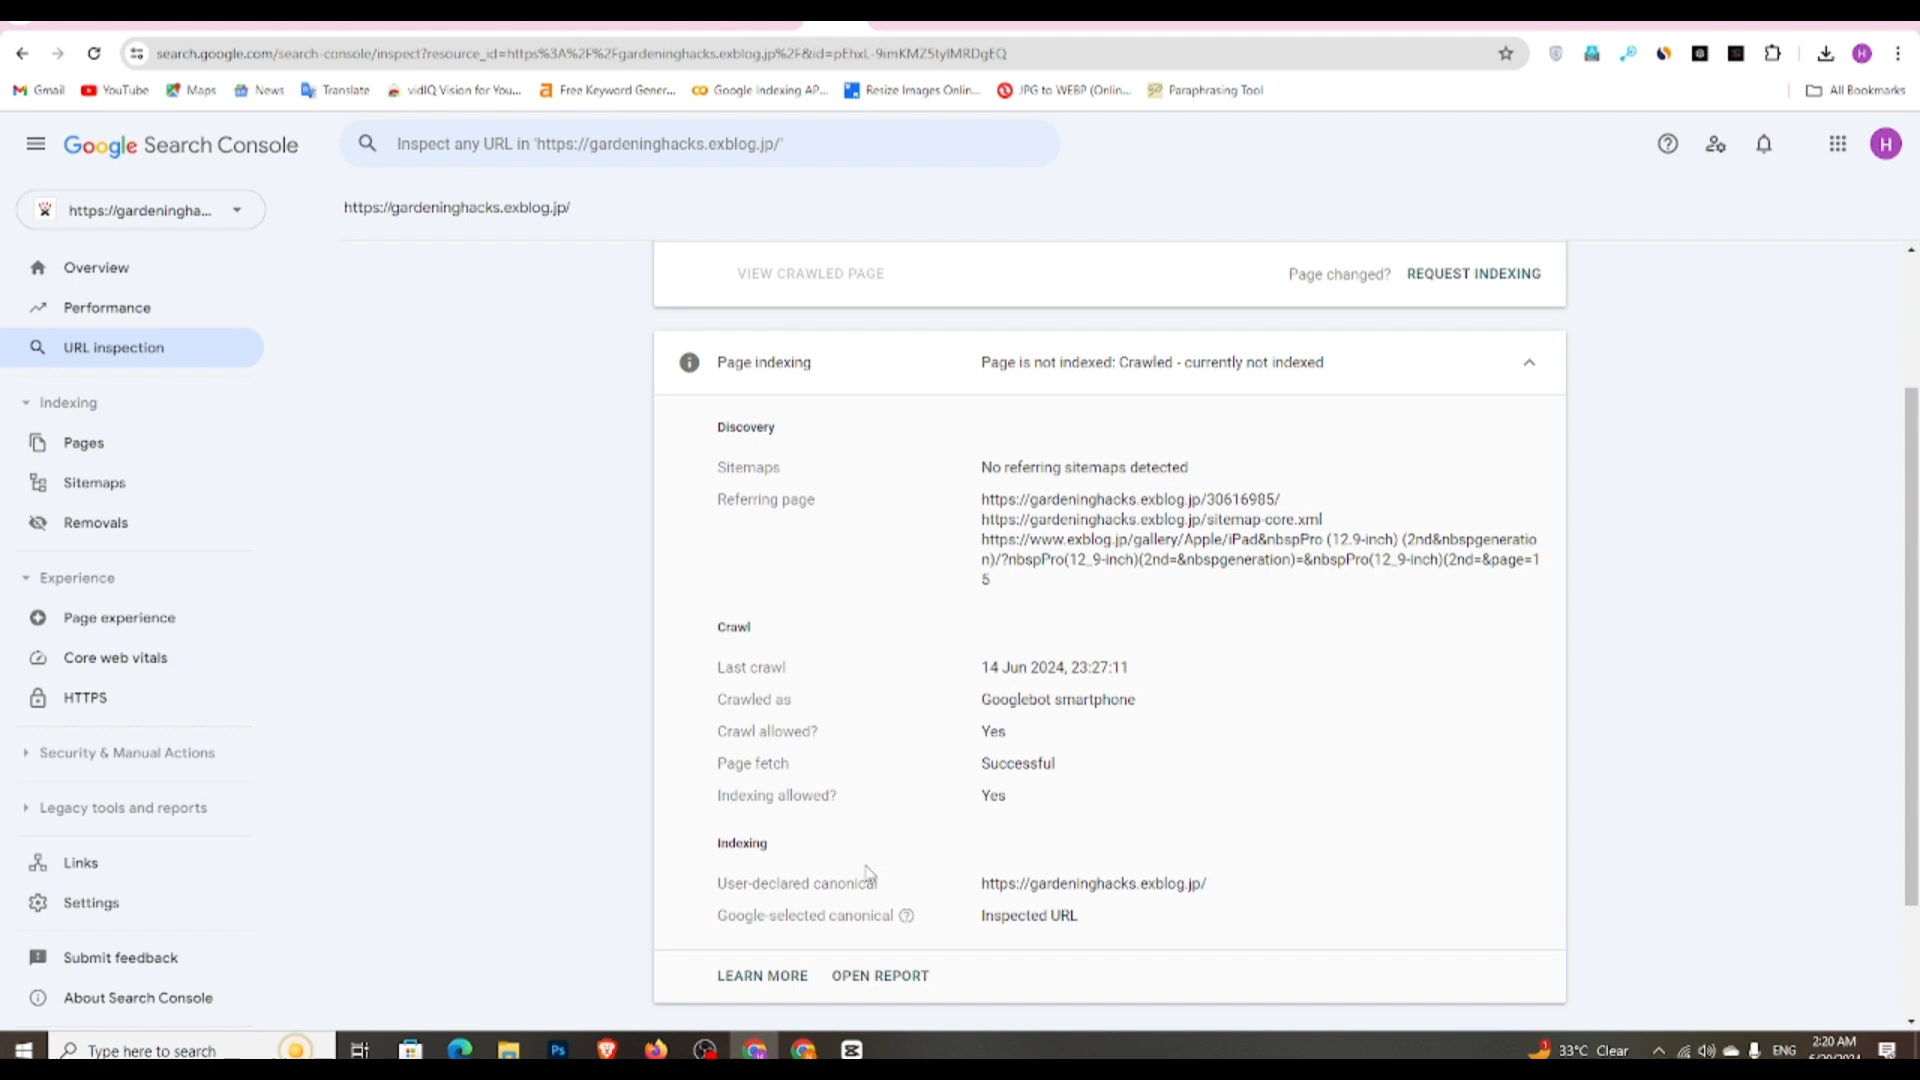 search.google.com/search-console/inspect?resource_id=https%3A%2F%2Fgardeninghacks.exblog.jp%2F&id=pEhxL-9imKMZ5tylMRDgEQ
Gmail YouTube Maps News Translate vidIQ Vision for You... Free Keyword Gener... Google Indexing AP... Resize Images Onlin... JPG to WEBP (Onlin... Paraphrasing Tool All Bookmarks
Google Search Console
Inspect any URL in 'https://gardeninghacks.exblog.jp/'
H
https://gardeningha...
https://gardeninghacks.exblog.jp/
Overview
Performance
URL inspection
Indexing
Pages
Sitemaps
Removals
Experience
Page experience
Core web vitals
HTTPS
Security & Manual Actions
Legacy tools and reports
Links
Settings
Submit feedback
About Search Console
VIEW CRAWLED PAGE
Page changed? REQUEST INDEXING
Page indexing
Page is not indexed: Crawled - currently not indexed
Discovery
Sitemaps
No referring sitemaps detected
Referring page
https://gardeninghacks.exblog.jp/30616985/
https://gardeninghacks.exblog.jp/sitemap-core.xml
https://www.exblog.jp/gallery/Apple/iPad&nbspPro (12.9-inch) (2nd&nbspgeneratio
n)/?nbspPro(12_9-inch)(2nd=&nbspgeneration)=&nbspPro(12_9-inch)(2nd=&page=1
5
Crawl
Last crawl
14 Jun 2024, 23:27:11
Crawled as
Googlebot smartphone
Crawl allowed?
Yes
Page fetch
Successful
Indexing allowed?
Yes
Indexing
User-declared canonical
https://gardeninghacks.exblog.jp/
Google-selected canonical
Inspected URL
LEARN MORE OPEN REPORT
Type here to search
Ps
33°C Clear
ENG
2:20 AM